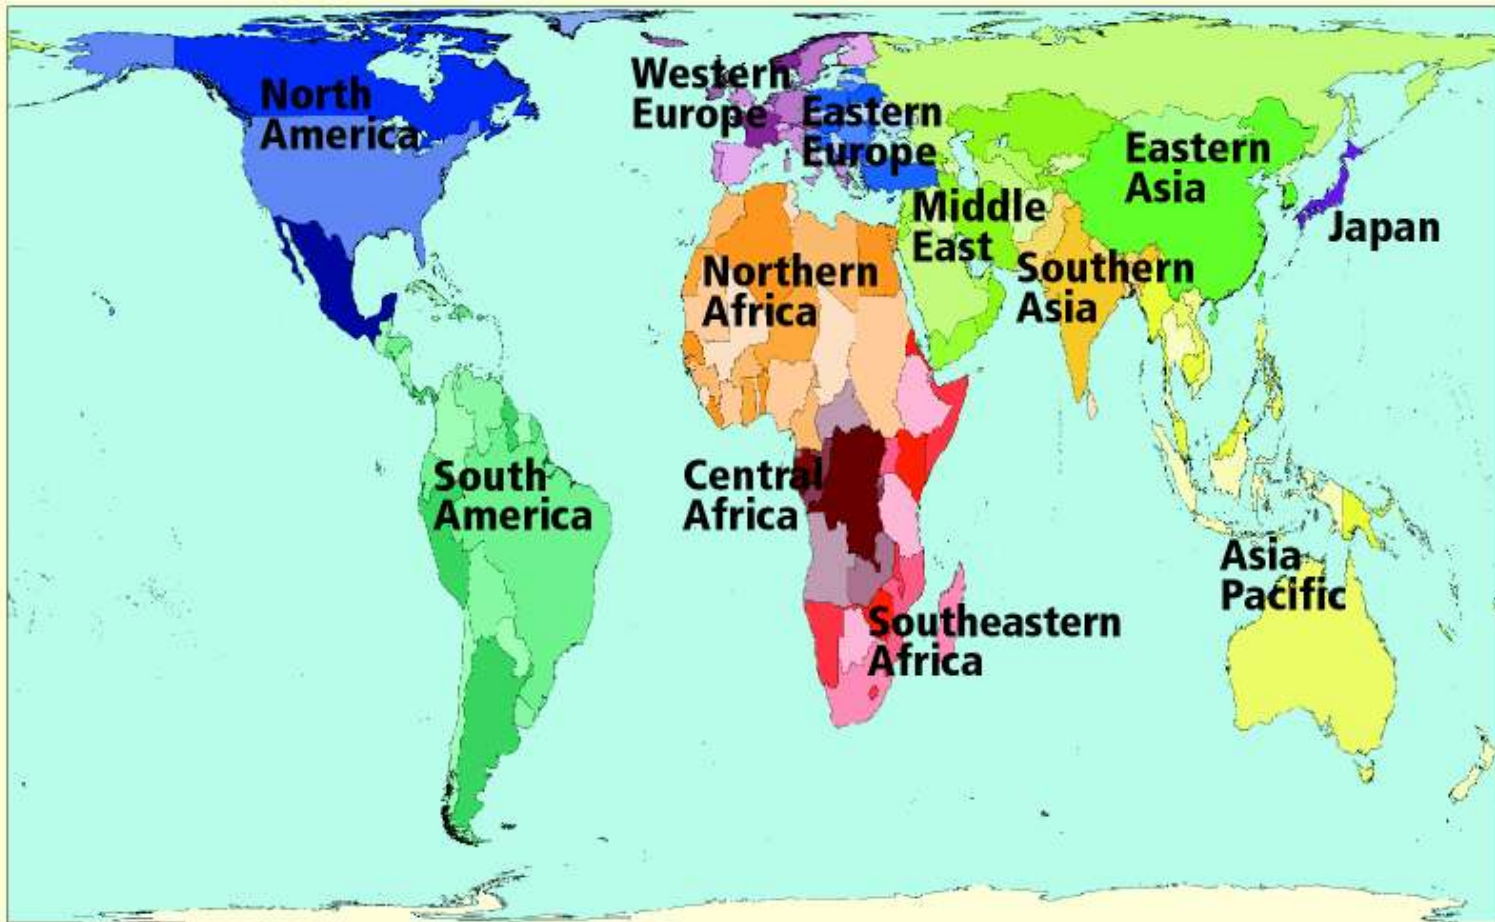 North
America
Western
Europe
Eastern
Europe
Eastern
Asia
Japan
Middle
East
Northern
Africa
Southern
Asia
South
America
Central
Africa
Asia
Pacific
Southeastern
Africa